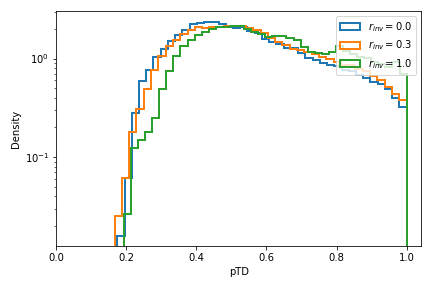 r_inv = 0.0
r_inv = 0.3
r_inv = 1.0
Density
10^0
10^-1
0.0 0.2 0.4 0.6 0.8 1.0
pTD